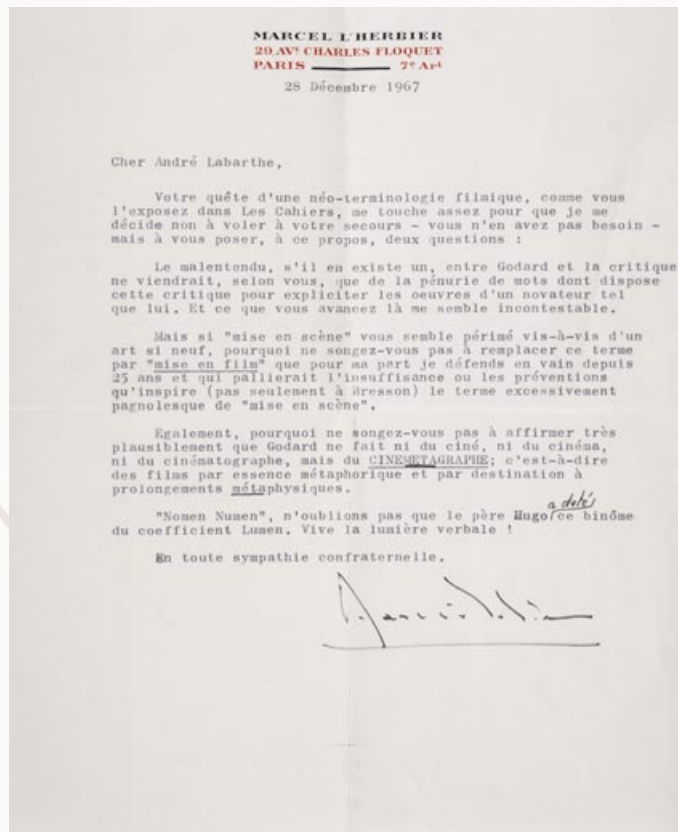 MARCEL L'HERBIER
29, AVᵗ CHARLES FLOQUET
PARIS 7ᵉ Arᵗ
28 Décembre 1967
Cher André Labarthe,
Votre quête d'une néo-terminologie filmique, comme vous
l'exposez dans Les Cahiers, me touche assez pour que je me
décide non à voler à votre secours - vous n'en avez pas besoin -
mais à vous poser, à ce propos, deux questions :
Le malentendu, s'il en existe un, entre Godard et la critique
ne viendrait, selon vous, que de la pénurie de mots dont dispose
cette critique pour expliciter les oeuvres d'un novateur tel
que lui. Et ce que vous avancez là me semble incontestable.
Mais si "mise en scène" vous semble périmé vis-à-vis d'un
art si neuf, pourquoi ne songez-vous pas à remplacer ce terme
par "mise en film" que pour ma part je défends en vain depuis
25 ans et qui pallierait l'insuffisance ou les préventions
qu'inspire (pas seulement à Bresson) le terme excessivement
pagnolesque de "mise en scène".
Egalement, pourquoi ne songez-vous pas à affirmer très
plausiblement que Godard ne fait ni du ciné, ni du cinéma,
ni du cinématographe, mais du CINEMETAGRAPHE; c'est-à-dire
des films par essence métaphorique et par destination à
prolongements métaphysiques.
"Nomen Numen", n'oublions pas que le père Hugo a doté ce binôme
du coefficient Lumen. Vive la lumière verbale !
En toute sympathie confraternelle.